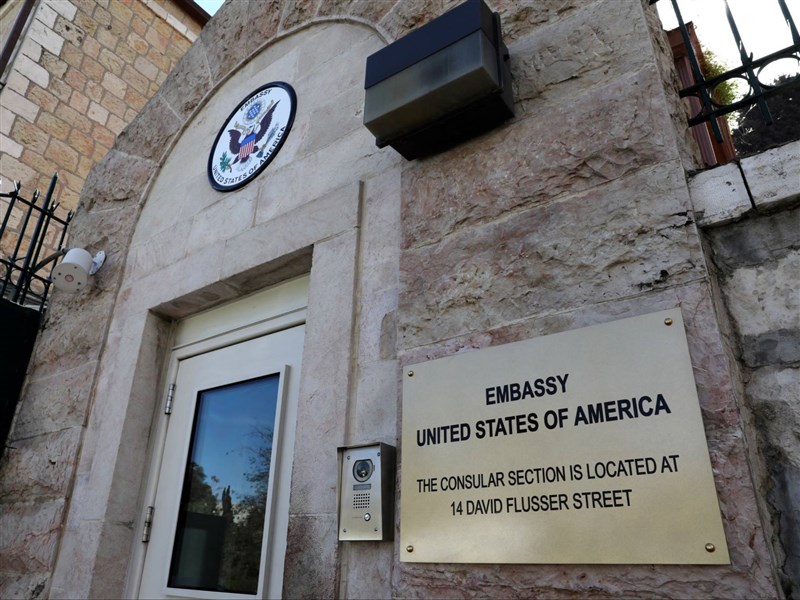 EMBASSY
UNITED STATES OF AMERICA
EMBASSY
UNITED STATES OF AMERICA
THE CONSULAR SECTION IS LOCATED AT
14 DAVID FLUSSER STREET